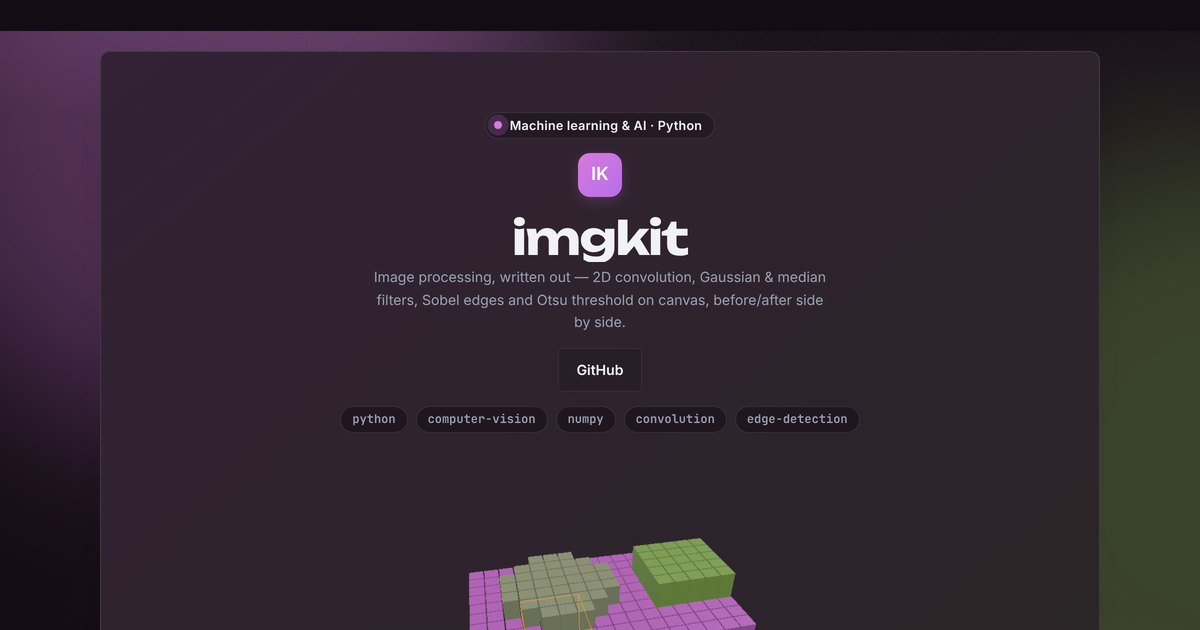 Machine learning & AI · Python
IK
imgkit
Image processing, written out — 2D convolution, Gaussian & median
filters, Sobel edges and Otsu threshold on canvas, before/after side
by side.
GitHub
python computer-vision numpy convolution edge-detection